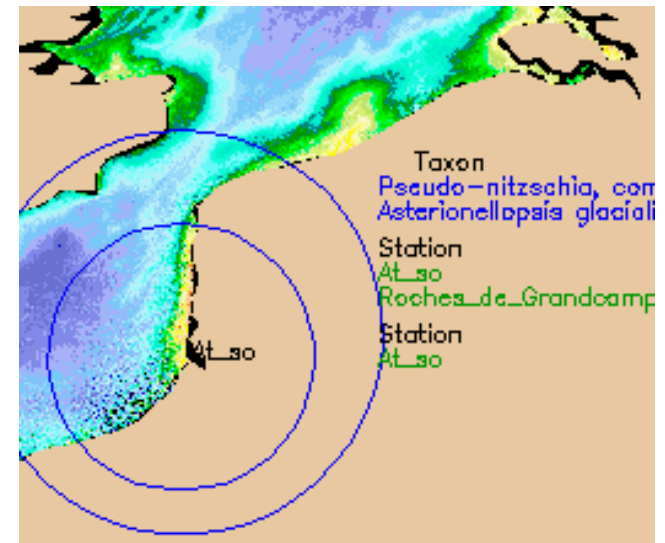 Taxon
Pseudo-nitzschia, com
Asterionellopsis glaciali
Station
At_so
Roches_de_Grandcamp
Station
At_so
At_so